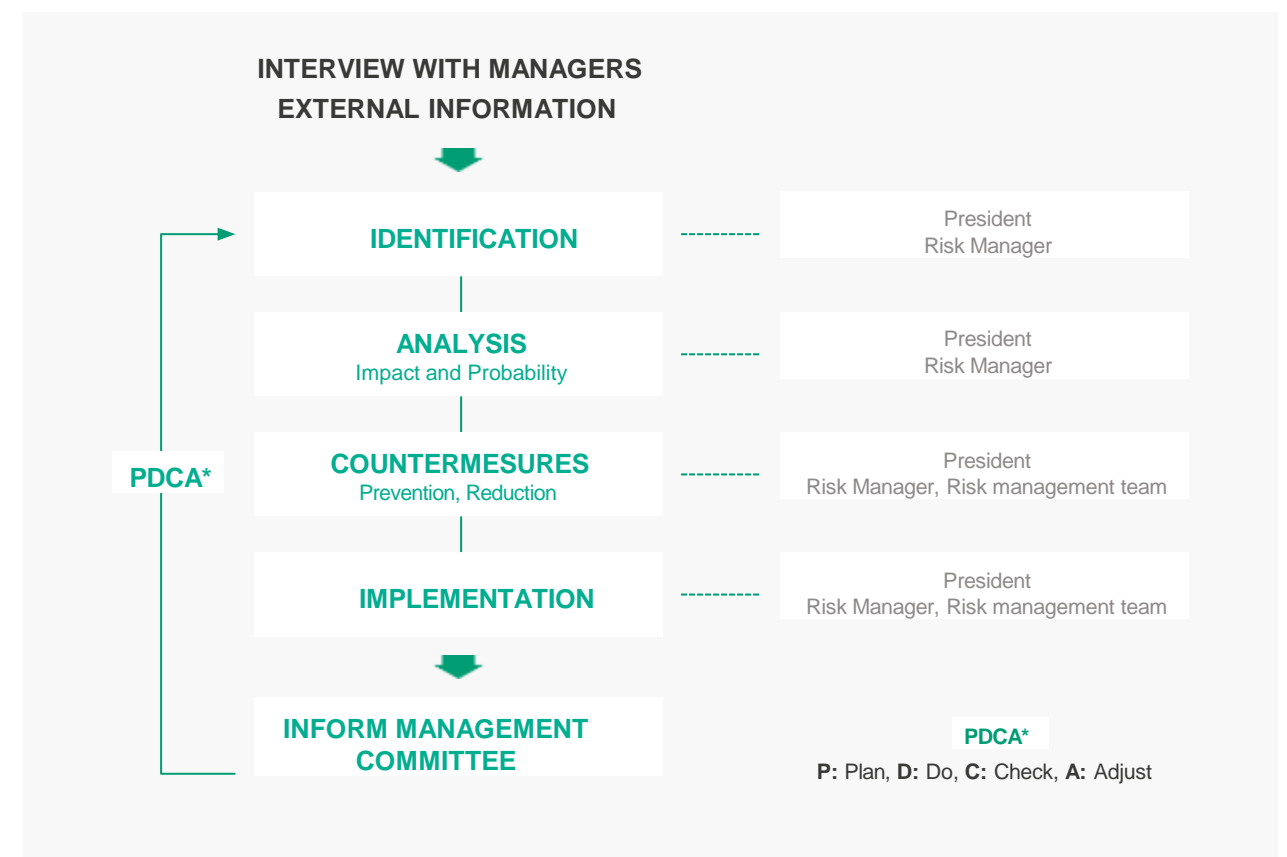 INTERVIEW WITH MANAGERS
EXTERNAL INFORMATION
IDENTIFICATION
President
Risk Manager
ANALYSIS
Impact and Probability
President
Risk Manager
PDCA*
COUNTERMESURES
Prevention, Reduction
President
Risk Manager, Risk management team
IMPLEMENTATION
President
Risk Manager, Risk management team
INFORM MANAGEMENT
COMMITTEE
PDCA*
P: Plan, D: Do, C: Check, A: Adjust